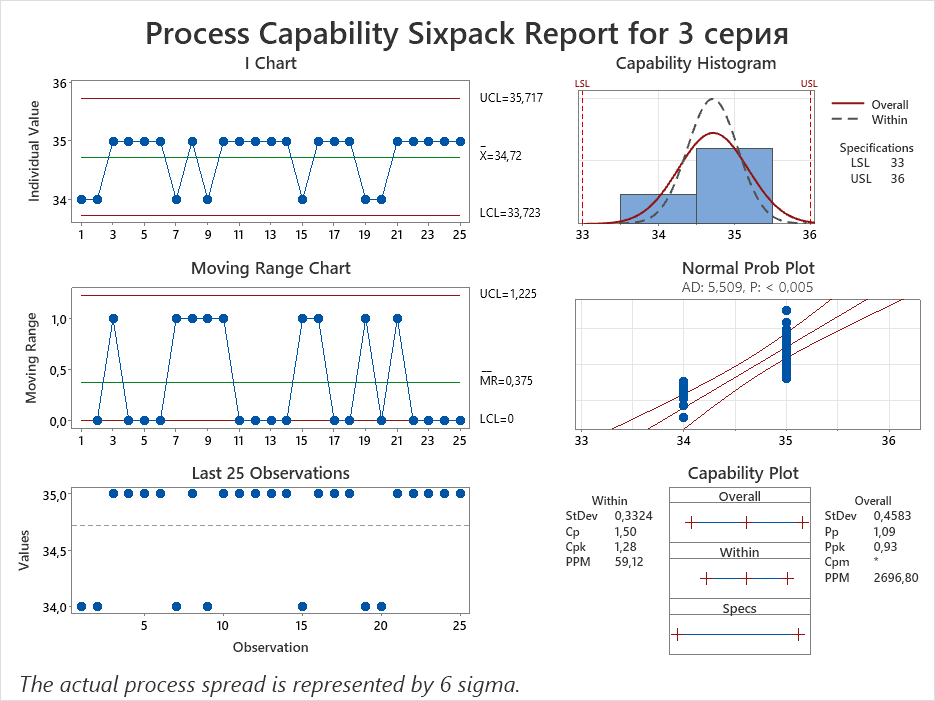 Process Capability Sixpack Report for 3 серия
I Chart
Individual Value
36
35
34
UCL=35,717
_
X=34,72
LCL=33,723
1 3 5 7 9 11 13 15 17 19 21 23 25
Capability Histogram
LSL USL
33 34 35 36
Overall
Within
Specifications
LSL 33
USL 36
Moving Range Chart
Moving Range
1,0
0,5
0,0
UCL=1,225
__
MR=0,375
LCL=0
1 3 5 7 9 11 13 15 17 19 21 23 25
Normal Prob Plot
AD: 5,509, P: < 0,005
33 34 35 36
Last 25 Observations
Values
35,0
34,5
34,0
5 10 15 20 25
Observation
Capability Plot
Within
StDev 0,3324
Cp 1,50
Cpk 1,28
PPM 59,12
Overall
Within
Specs
Overall
StDev 0,4583
Pp 1,09
Ppk 0,93
Cpm *
PPM 2696,80
The actual process spread is represented by 6 sigma.